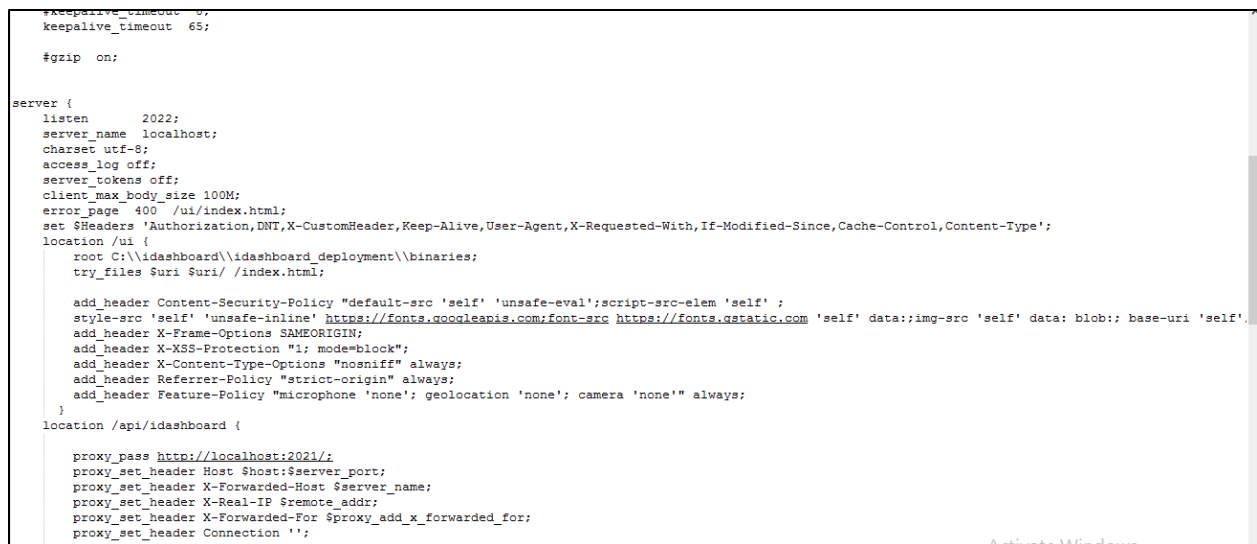 #keepalive_timeout  0;
keepalive_timeout  65;
#gzip  on;
server {
listen       2022;
server_name  localhost;
charset utf-8;
access_log off;
server_tokens off;
client_max_body_size 100M;
error_page  400  /ui/index.html;
set $Headers 'Authorization,DNT,X-CustomHeader,Keep-Alive,User-Agent,X-Requested-With,If-Modified-Since,Cache-Control,Content-Type';
location /ui {
root C:\\idashboard\\idashboard_deployment\\binaries;
try_files $uri $uri/ /index.html;
add_header Content-Security-Policy "default-src 'self' 'unsafe-eval';script-src-elem 'self' ;
style-src 'self' 'unsafe-inline' https://fonts.googleapis.com;font-src https://fonts.gstatic.com 'self' data:;img-src 'self' data: blob:; base-uri 'self'
add_header X-Frame-Options SAMEORIGIN;
add_header X-XSS-Protection "1; mode=block";
add_header X-Content-Type-Options "nosniff" always;
add_header Referrer-Policy "strict-origin" always;
add_header Feature-Policy "microphone 'none'; geolocation 'none'; camera 'none'" always;
}
location /api/idashboard {
proxy_pass http://localhost:2021/;
proxy_set_header Host $host:$server_port;
proxy_set_header X-Forwarded-Host $server_name;
proxy_set_header X-Real-IP $remote_addr;
proxy_set_header X-Forwarded-For $proxy_add_x_forwarded_for;
proxy_set_header Connection '';
Activate Windows